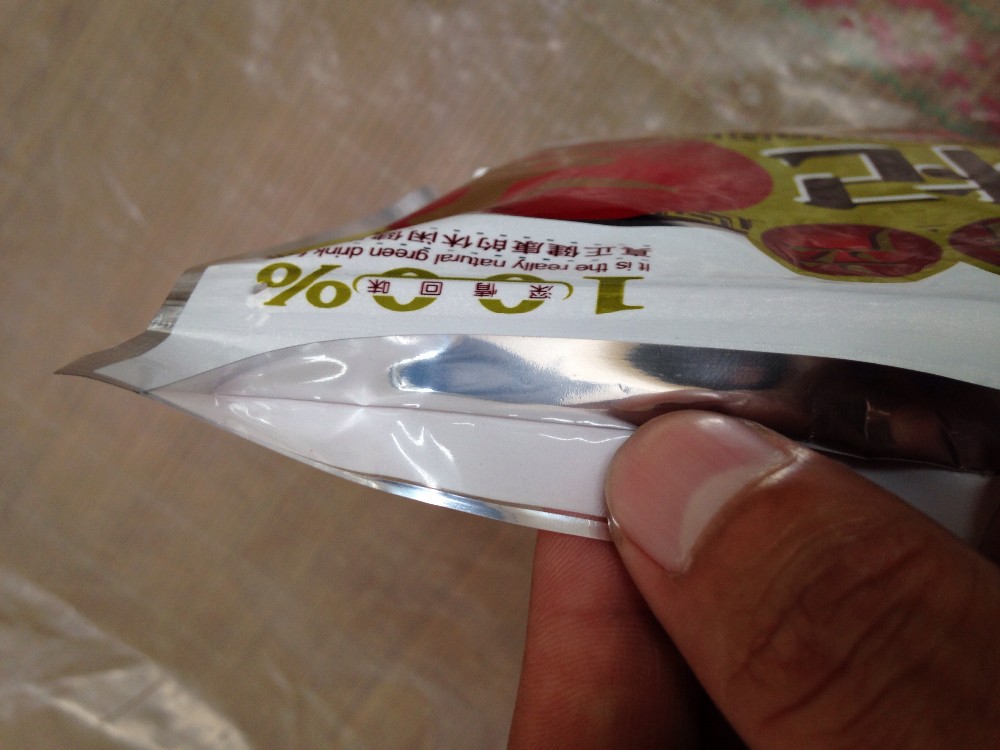 100%
深情回味
It is the really natural green drink
真正健康的休闲健